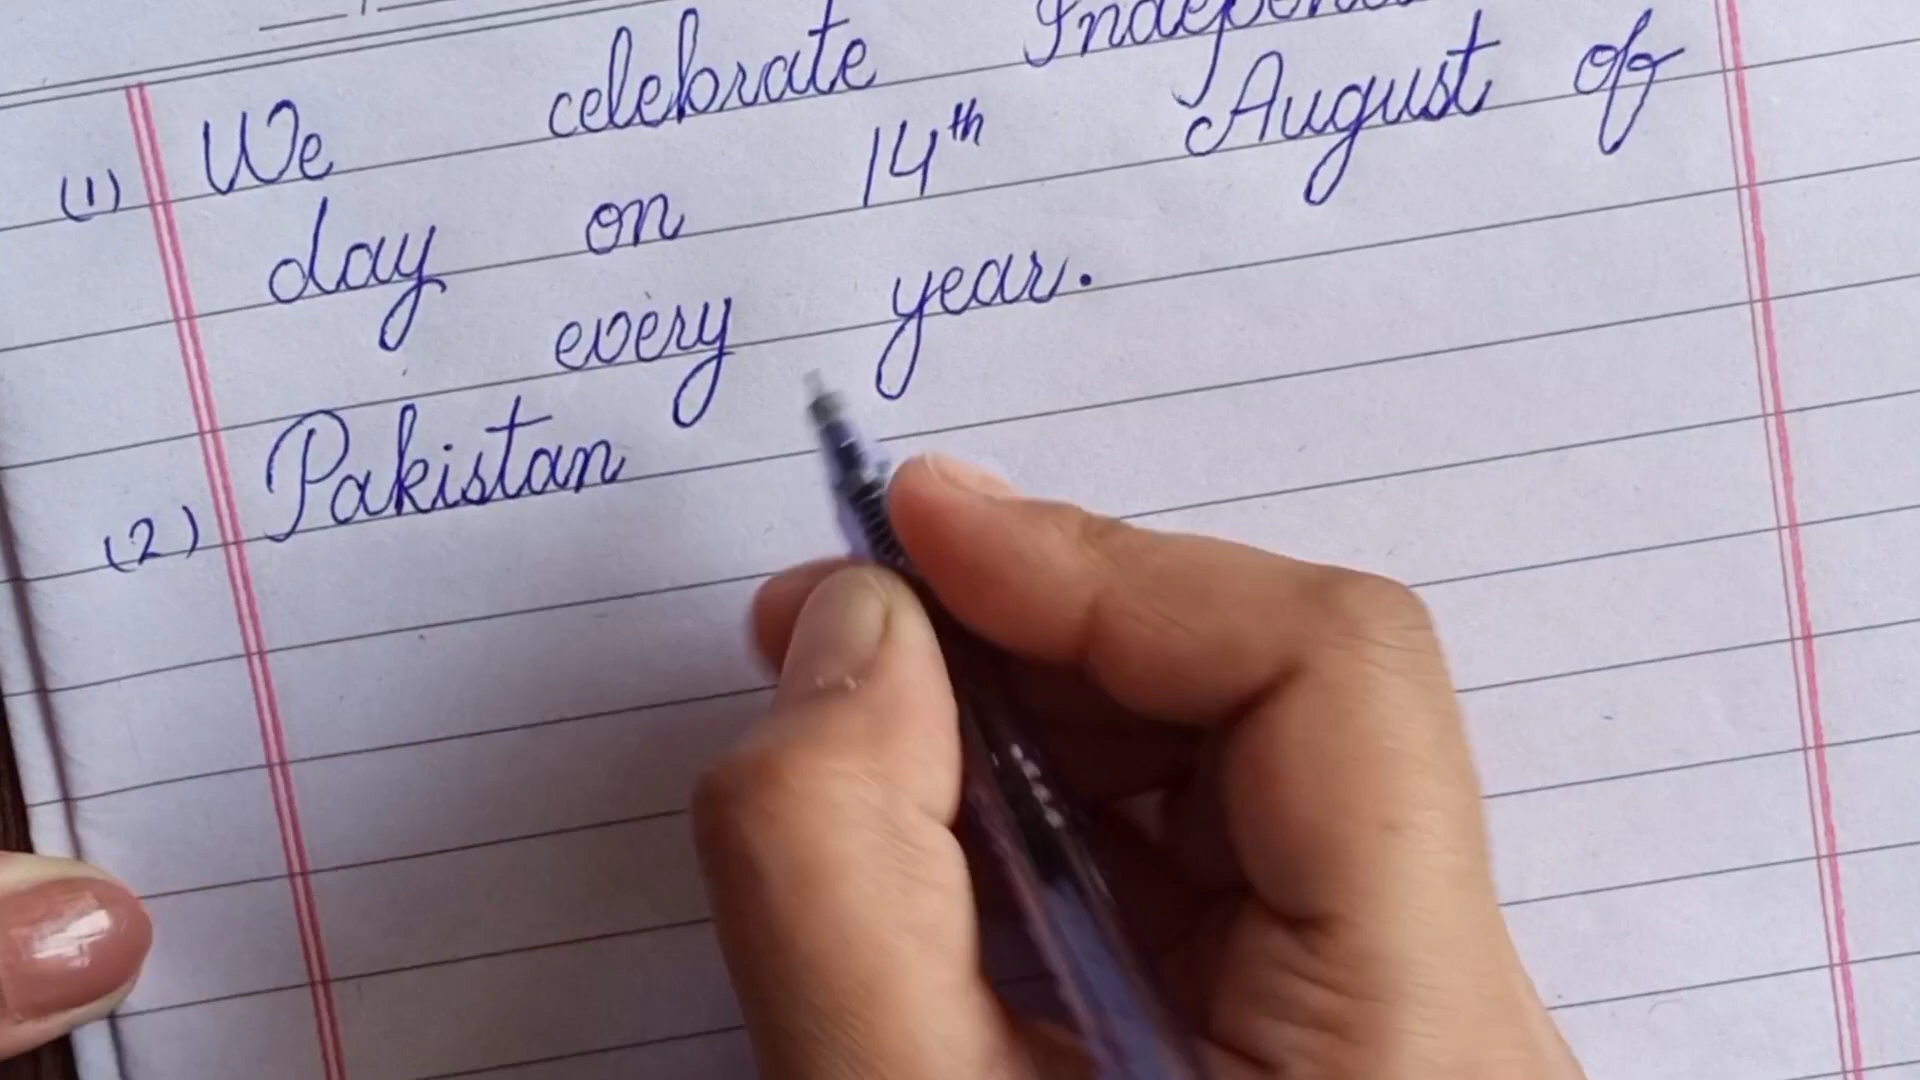 (1) We celebrate
day on 14th August of
every year.
(2) Pakistan